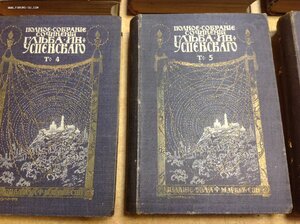 ПОЛНОЕ СОБРАНІЕ
СОЧИНЕНІЙ
ГЛѢБА ИВ.
УСПЕНСКАГО
Т. 4
ПОЛНОЕ СОБРАНІЕ
СОЧИНЕНІЙ
ГЛѢБА ИВ.
УСПЕНСКАГО
Т. 5